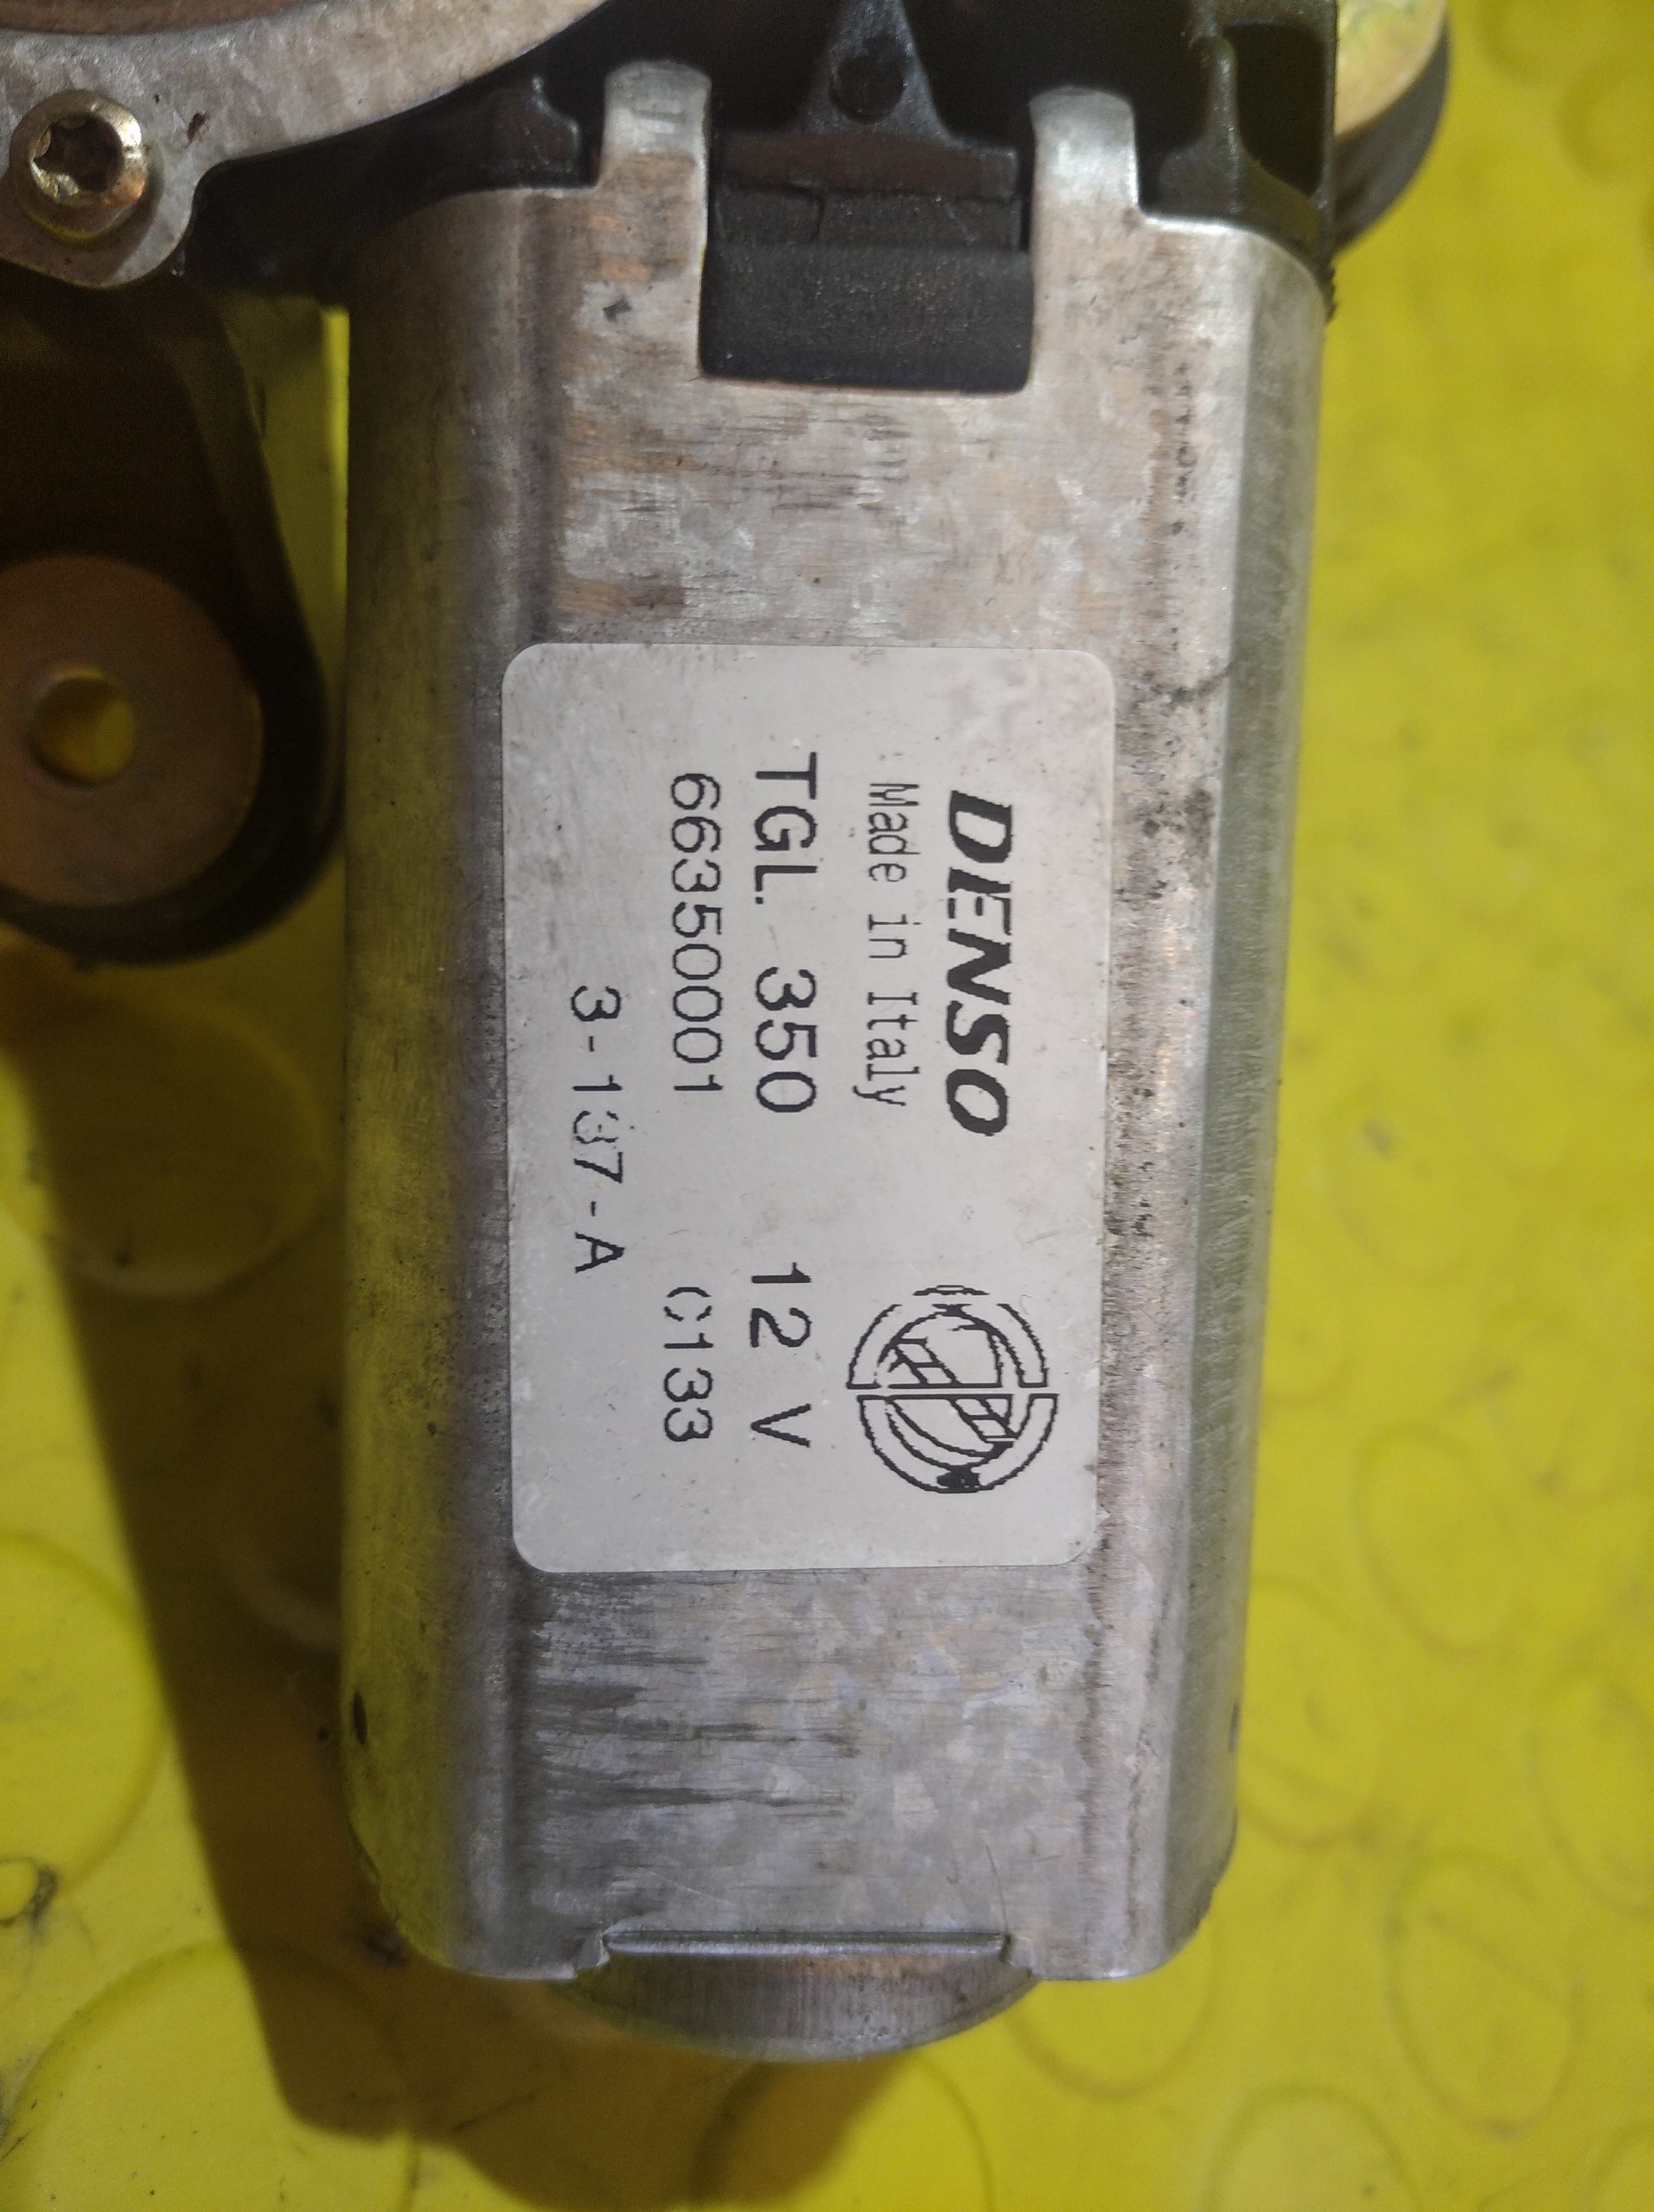 DENSO
Made in Italy
TGL. 350 12 V
66350001 C133
3-137-A